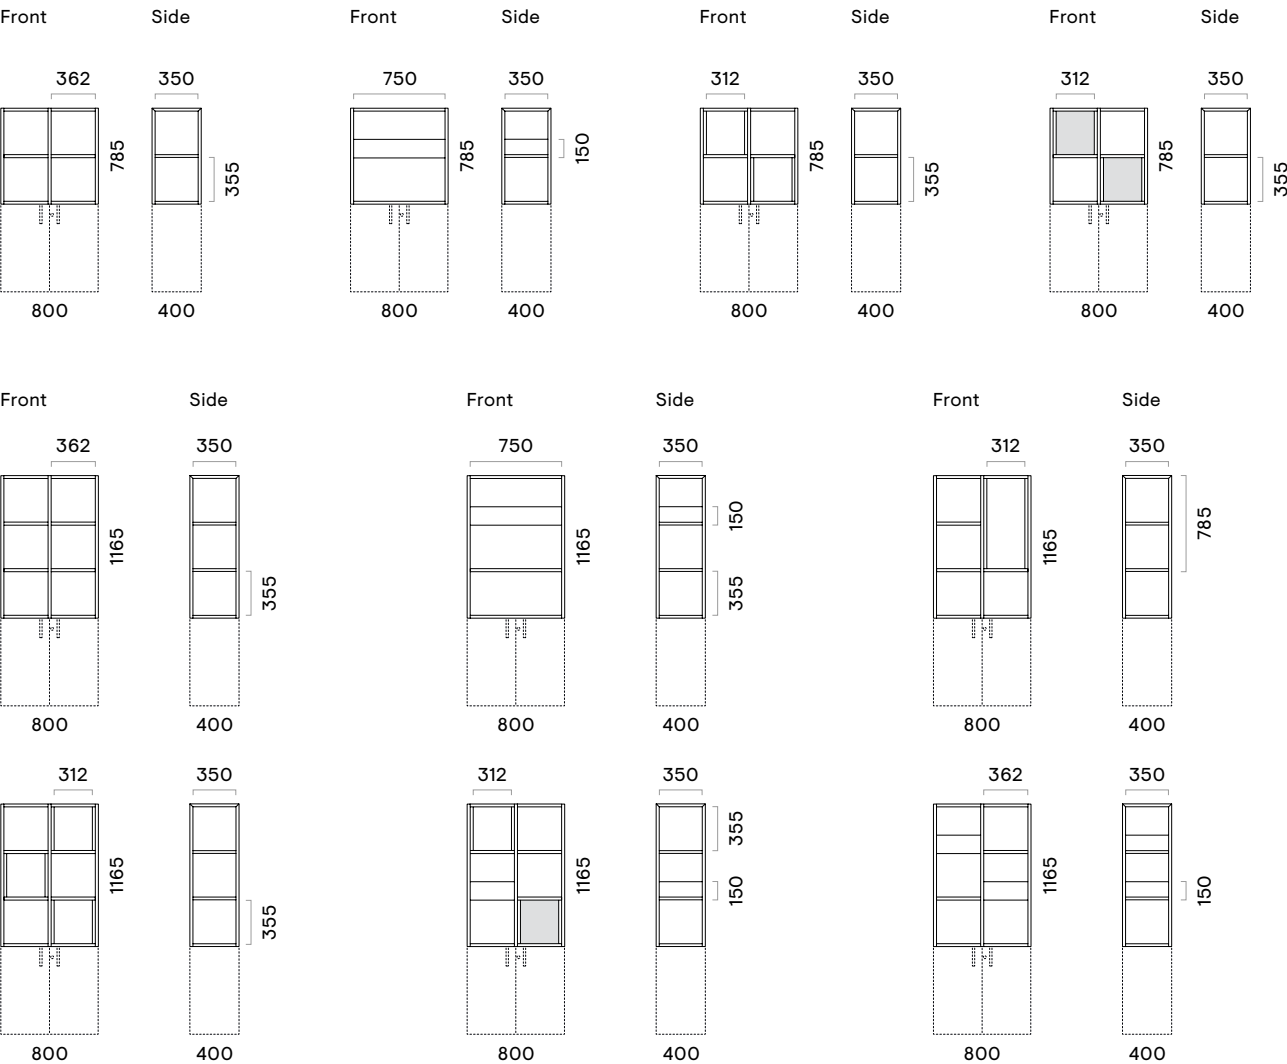 Front Side Front Side Front Side Front Side
362 350 750 350 312 350 312 350
785 355 785 150 785 355 785 355
800 400 800 400 800 400 800 400
Front Side Front Side Front Side
362 350 750 350 312 350
1165 355 1165 150 355 1165 785
800 400 800 400 800 400
312 350 312 350 362 350
1165 355 1165 355 150 1165 150
800 400 800 400 800 400